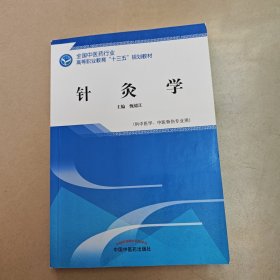 全国中医药行业
高等职业教育“十三五”规划教材
针灸学
主编 甄德江
(供中医学、中医骨伤专业用)
中国中医药出版社